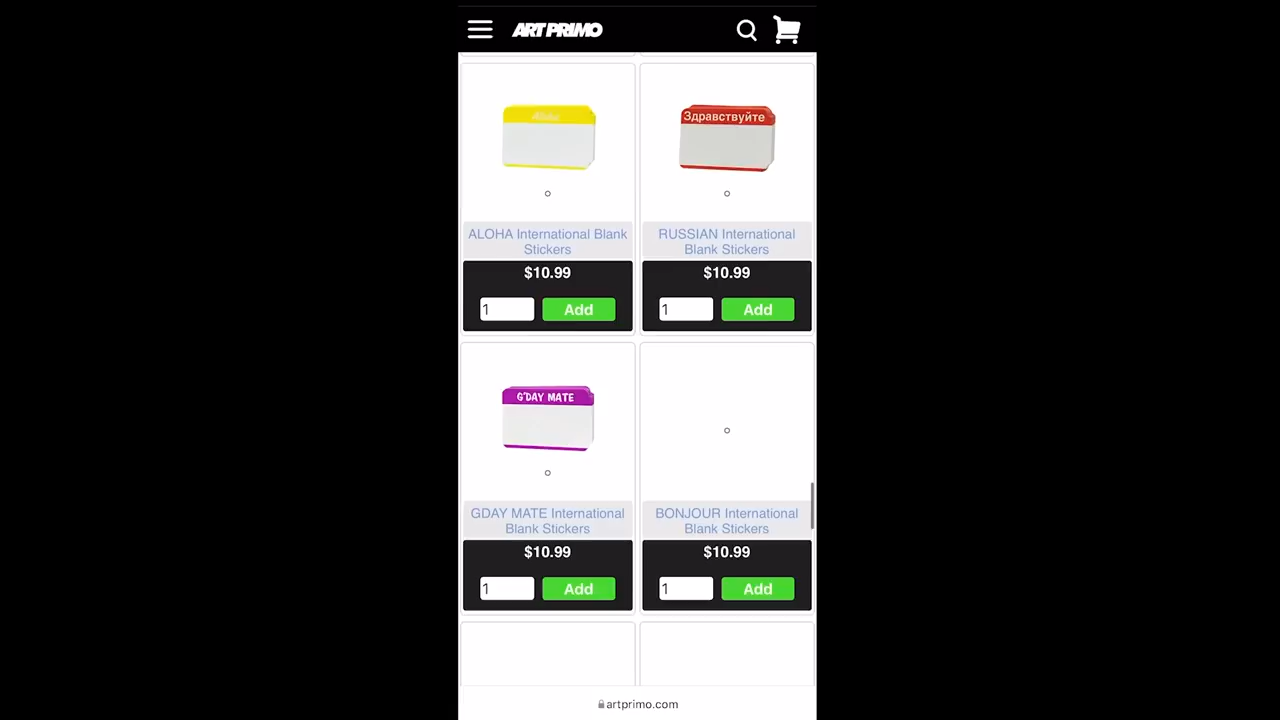 ART PRIMO
Aloha
Здравствуйте
ALOHA International Blank
Stickers
RUSSIAN International
Blank Stickers
$10.99
$10.99
1
Add
1
Add
G'DAY MATE
GDAY MATE International
Blank Stickers
BONJOUR International
Blank Stickers
$10.99
$10.99
1
Add
1
Add
artprimo.com